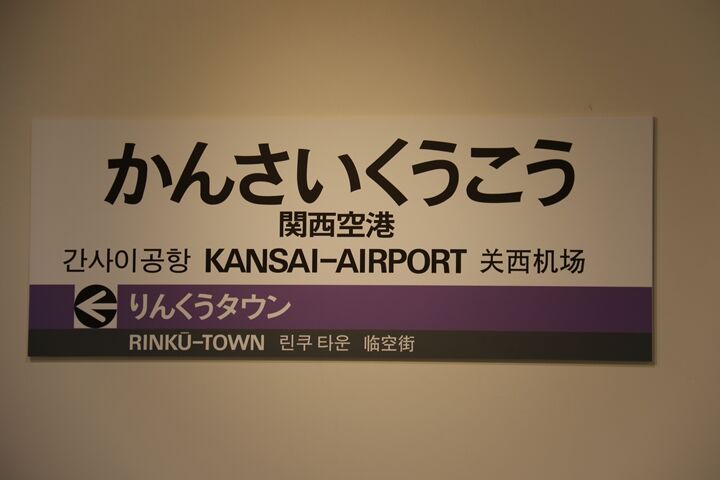 かんさいくうこう
関西空港
간사이공항 KANSAI-AIRPORT 关西机场
りんくうタウン
RINKŪ-TOWN 린쿠 타운 临空街